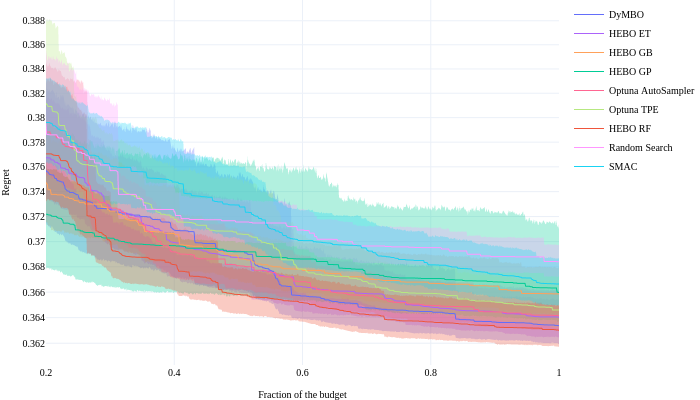 0.388
0.386
0.384
0.382
0.38
0.378
0.376
0.374
0.372
0.37
0.368
0.366
0.364
0.362
Regret
0.2
0.4
0.6
0.8
1
Fraction of the budget
DyMBO
HEBO ET
HEBO GB
HEBO GP
Optuna AutoSampler
Optuna TPE
HEBO RF
Random Search
SMAC